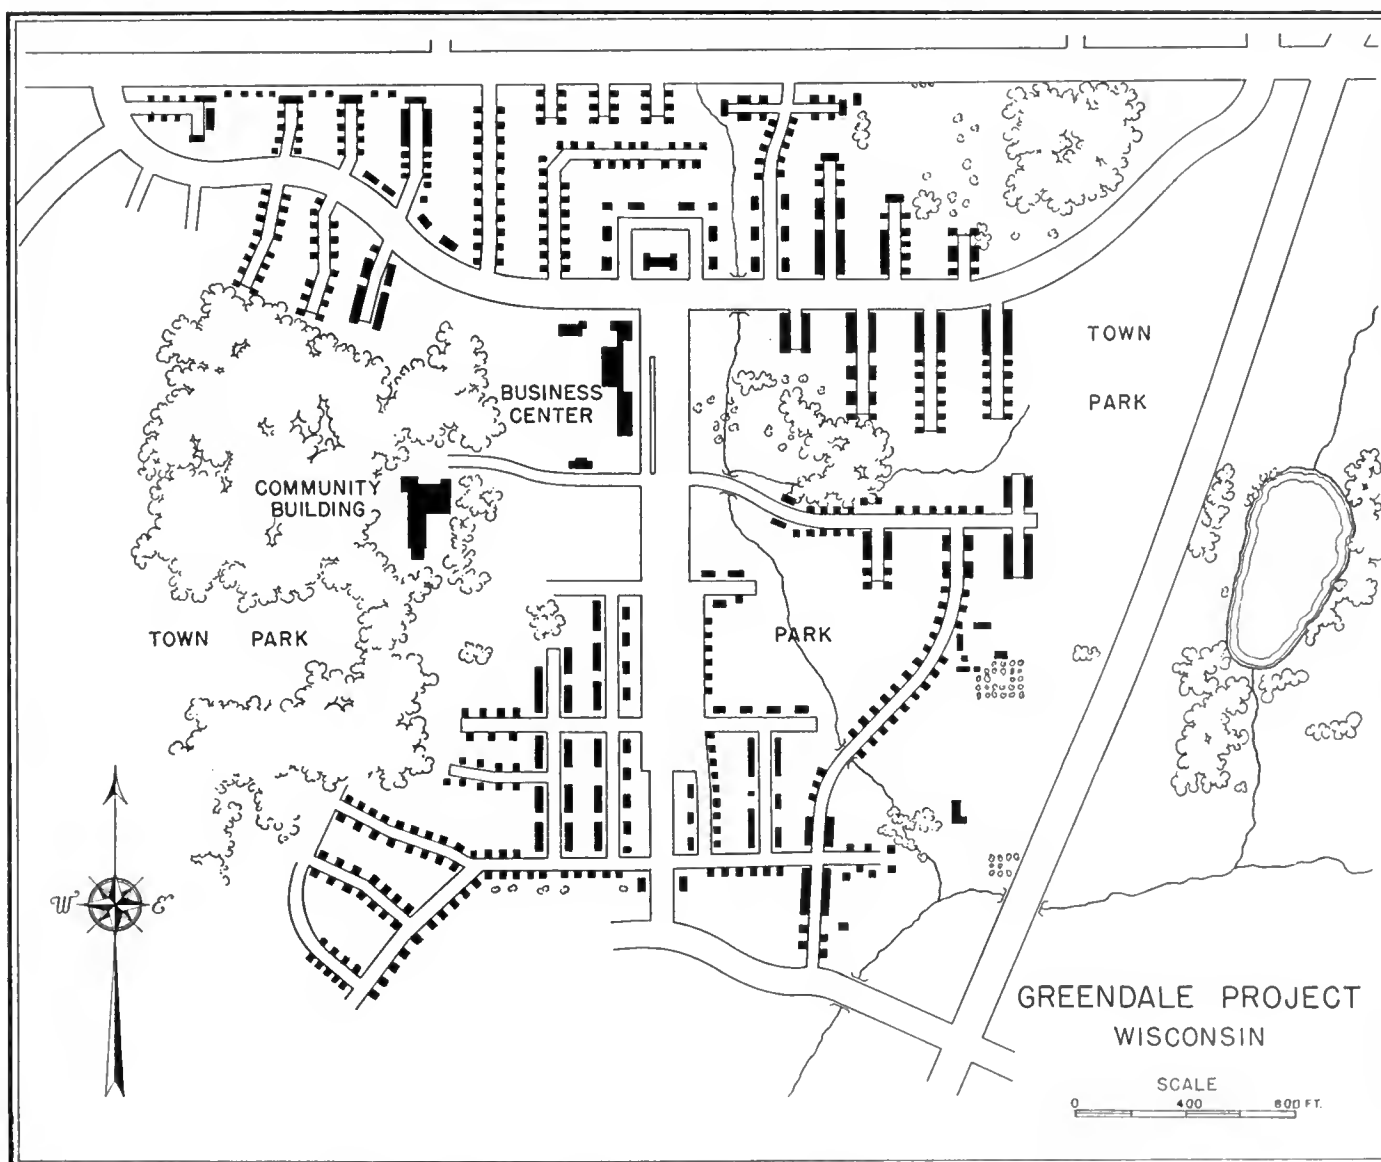 TOWN
PARK
BUSINESS
CENTER
COMMUNITY
BUILDING
TOWN PARK
PARK
W E
GREENDALE PROJECT
WISCONSIN
SCALE
0 400 800 FT.